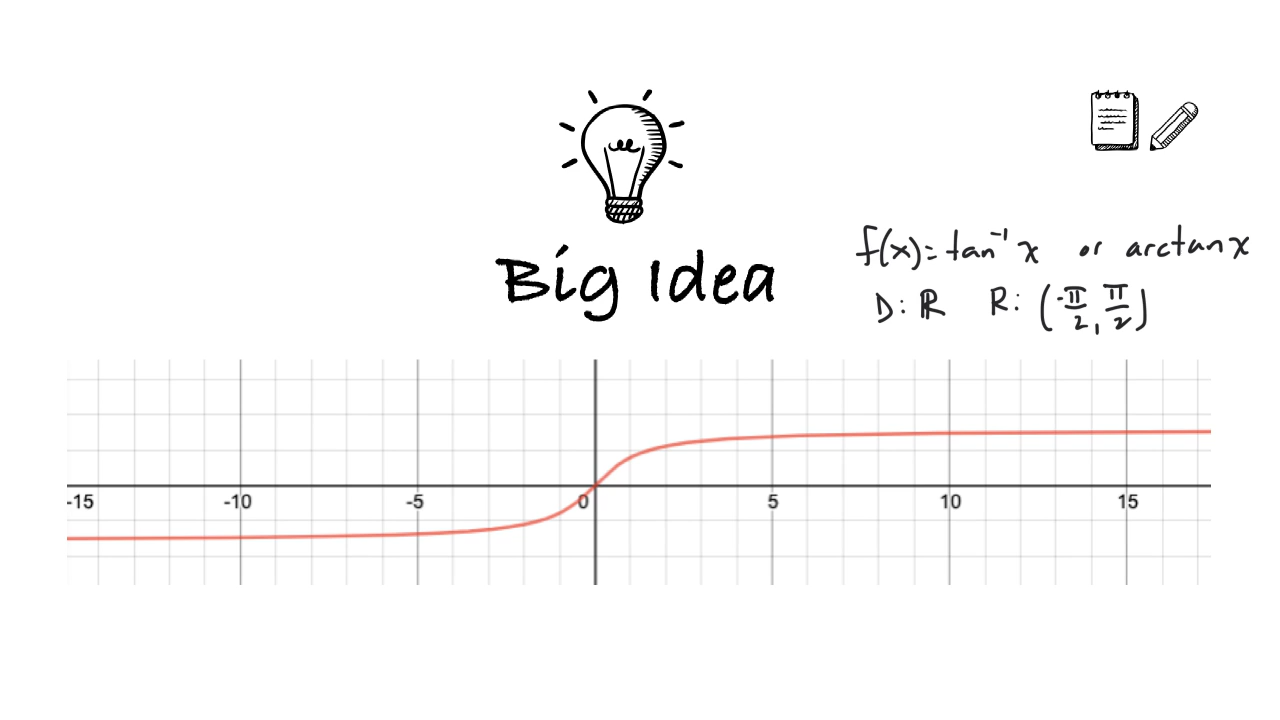 Big Idea
f(x)= tan⁻¹ x or arctan x
D: ℝ R: (-π/2, π/2)
-15 -10 -5 0 5 10 15